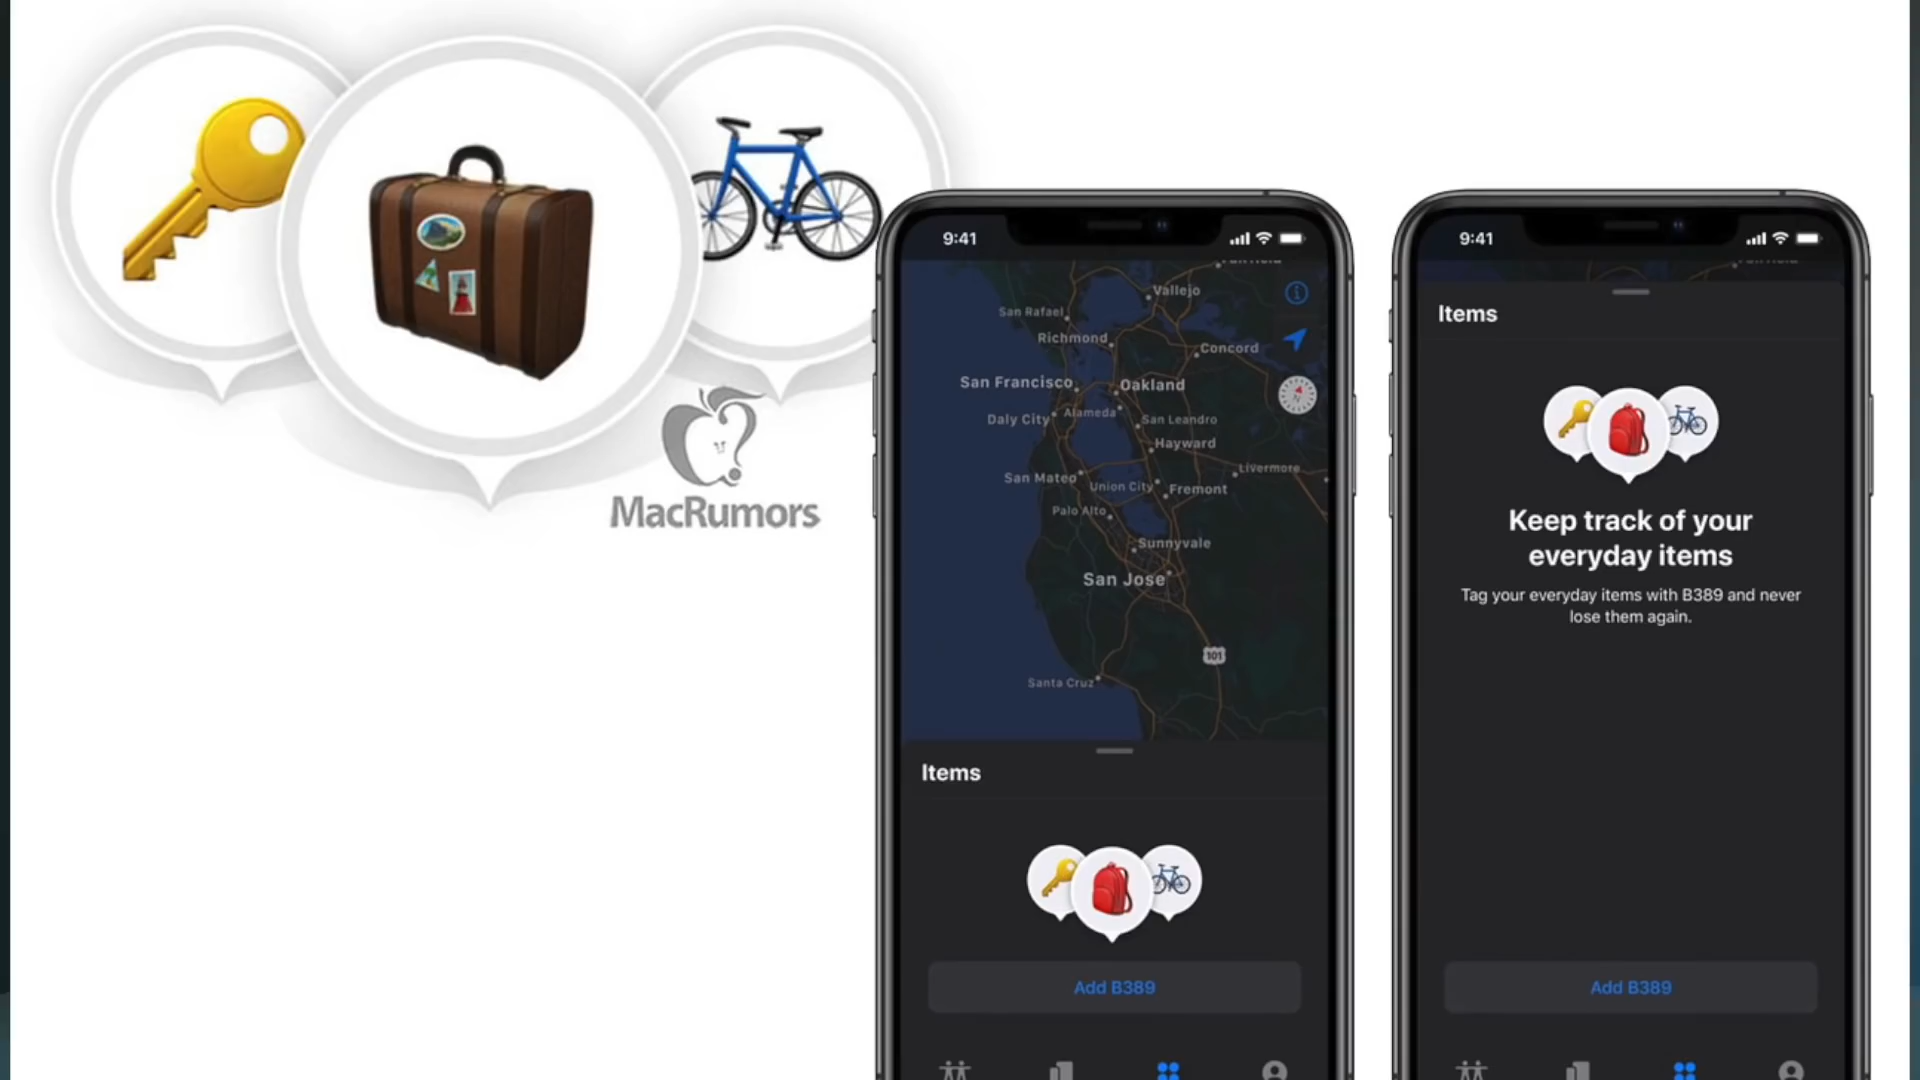 MacRumors
9:41
Vallejo
San Rafael
Richmond
Concord
San Francisco
Oakland
Alameda
Daly City
San Leandro
Hayward
Livermore
San Mateo
Union City
Fremont
Palo Alto
Sunnyvale
San Jose
101
Santa Cruz
Items
Add B389
9:41
Items
Keep track of your
everyday items
Tag your everyday items with B389 and never
lose them again.
Add B389